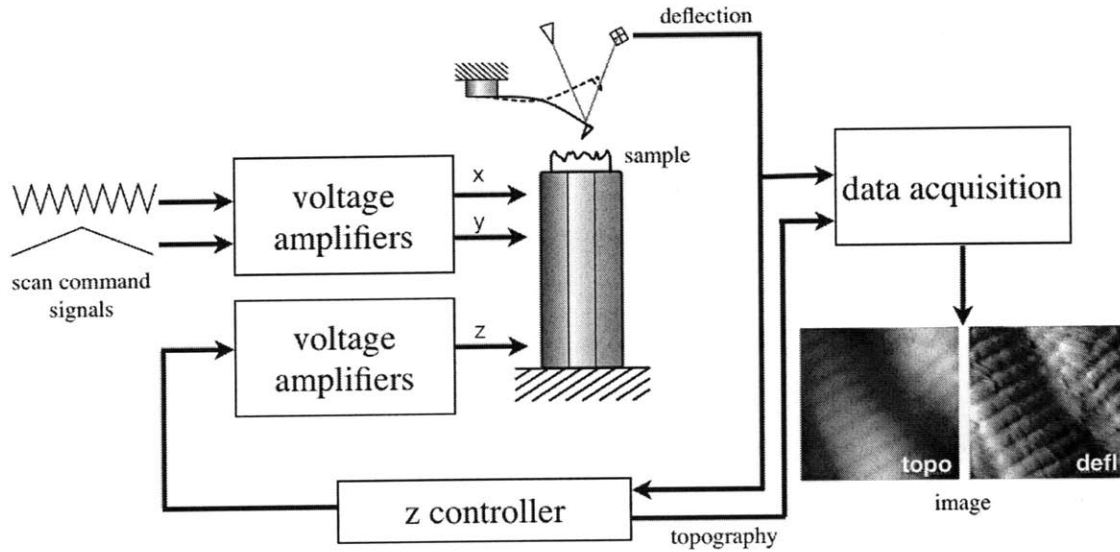 deflection
sample
voltage
amplifiers
x
y
data acquisition
scan command
signals
voltage
amplifiers
z
topo
defl
image
z controller
topography